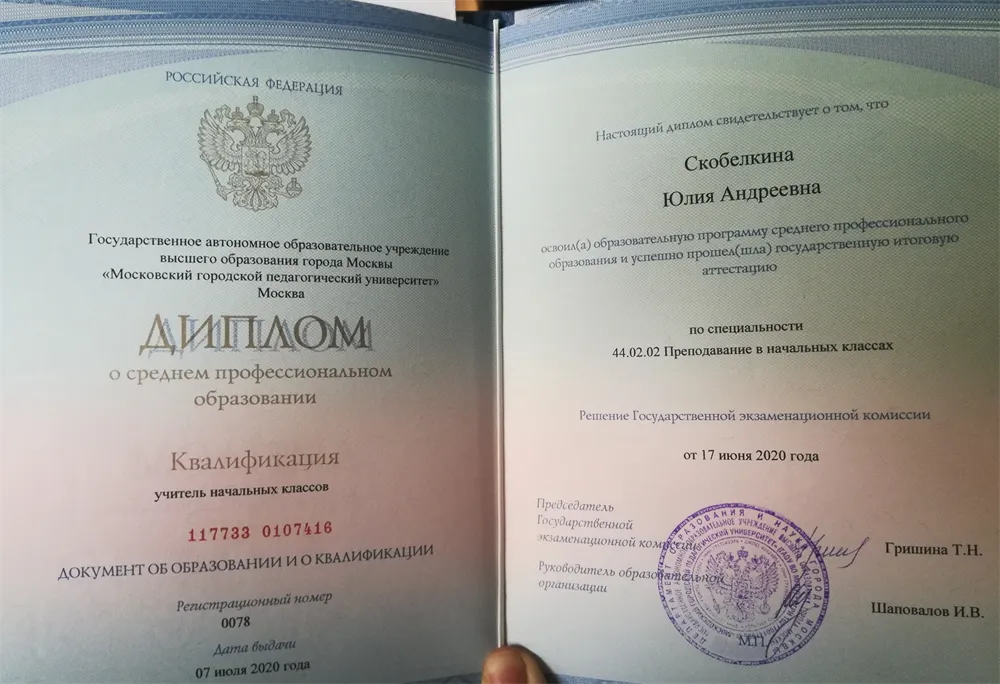 РОССИЙСКАЯ ФЕДЕРАЦИЯ
Государственное автономное образовательное учреждение
высшего образования города Москвы
«Московский городской педагогический университет»
Москва
ДИПЛОМ
о среднем профессиональном
образовании
Квалификация
учитель начальных классов
117733 0107416
ДОКУМЕНТ ОБ ОБРАЗОВАНИИ И О КВАЛИФИКАЦИИ
Регистрационный номер
0078
Дата выдачи
07 июля 2020 года
Настоящий диплом свидетельствует о том, что
Скобелкина
Юлия Андреевна
освоил(а) образовательную программу среднего профессионального
образования и успешно прошел(шла) государственную итоговую
аттестацию
по специальности
44.02.02 Преподавание в начальных классах
Решение Государственной экзаменационной комиссии
от 17 июня 2020 года
Председатель
Государственной
экзаменационной комиссии
Гришина Т.Н.
Руководитель образовательной
организации
Шаповалов И.В.
М.П.
ОБРАЗОВАНИЯ И НАУКИ ГОРОДА МОСКВЫ